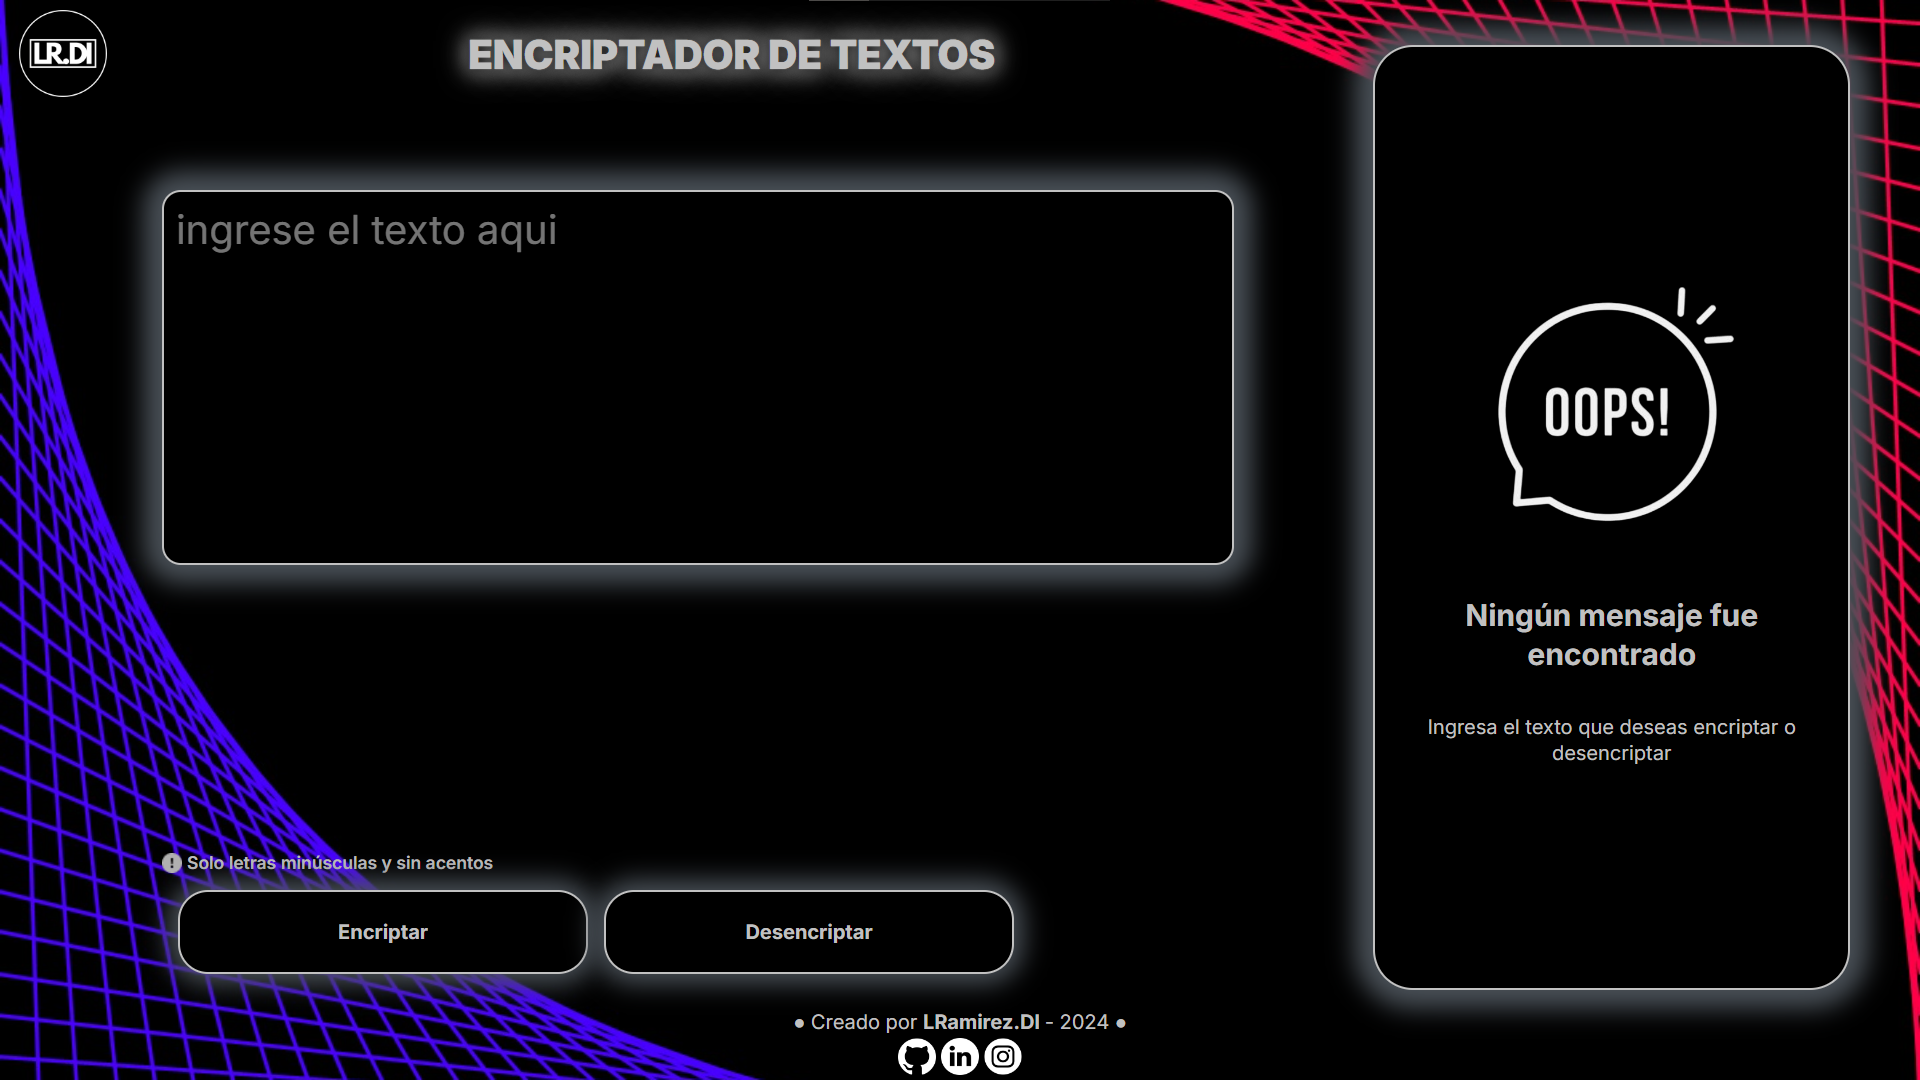 LR.DI
ENCRIPTADOR DE TEXTOS
ingrese el texto aqui
OOPS!
Ningún mensaje fue
encontrado
Ingresa el texto que deseas encriptar o
desencriptar
! Solo letras minúsculas y sin acentos
Encriptar
Desencriptar
● Creado por LRamirez.DI - 2024 ●
in